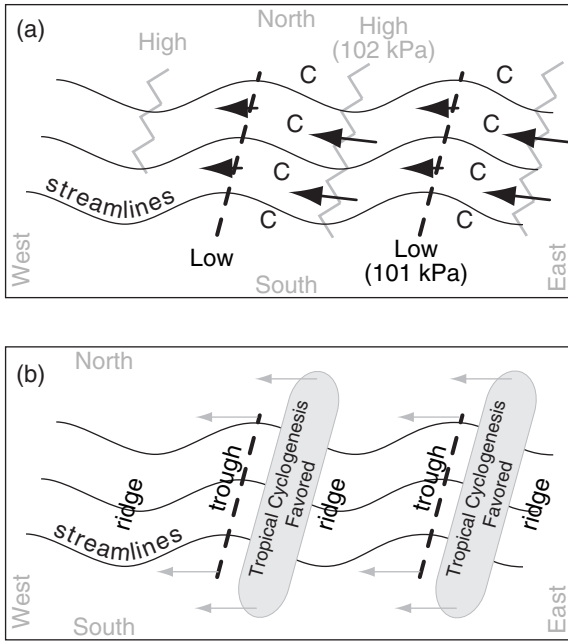 (a)
North
High
High
(102 kPa)
C
C
C
C
C
C
streamlines
C
C
Low
Low
(101 kPa)
West
South
East
(b)
North
Tropical Cyclogenesis
Favored
Tropical Cyclogenesis
Favored
ridge
trough
ridge
trough
ridge
streamlines
West
South
East